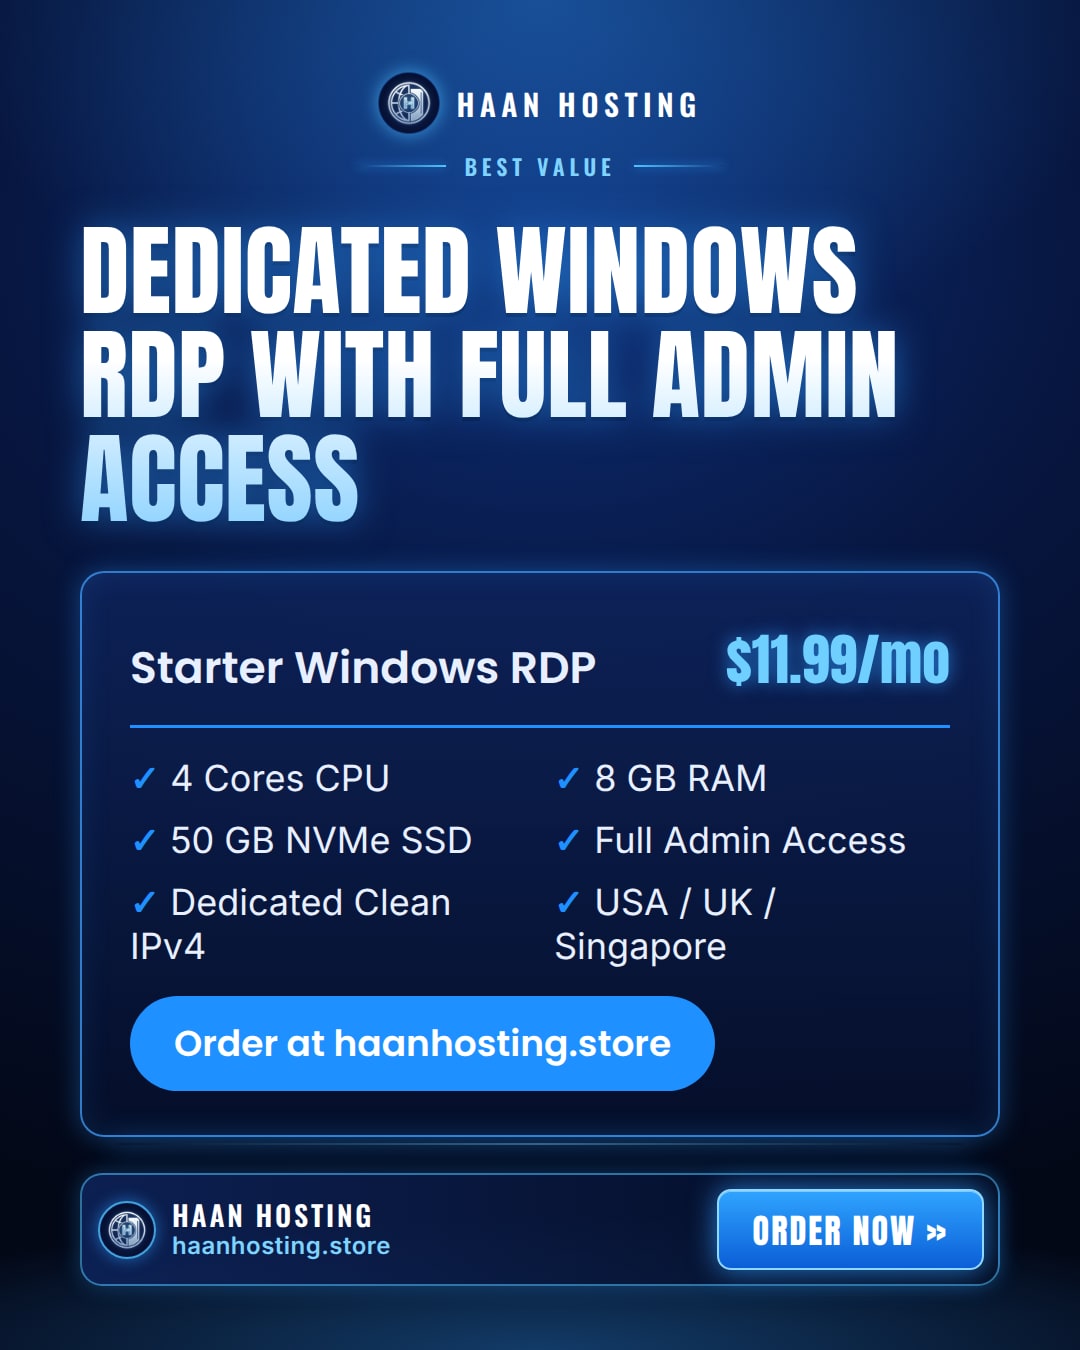 HAAN HOSTING
BEST VALUE
DEDICATED WINDOWS
RDP WITH FULL ADMIN
ACCESS
Starter Windows RDP
$11.99/mo
✓ 4 Cores CPU
✓ 8 GB RAM
✓ 50 GB NVMe SSD
✓ Full Admin Access
✓ Dedicated Clean
IPv4
✓ USA / UK /
Singapore
Order at haanhosting.store
HAAN HOSTING
haanhosting.store
ORDER NOW »